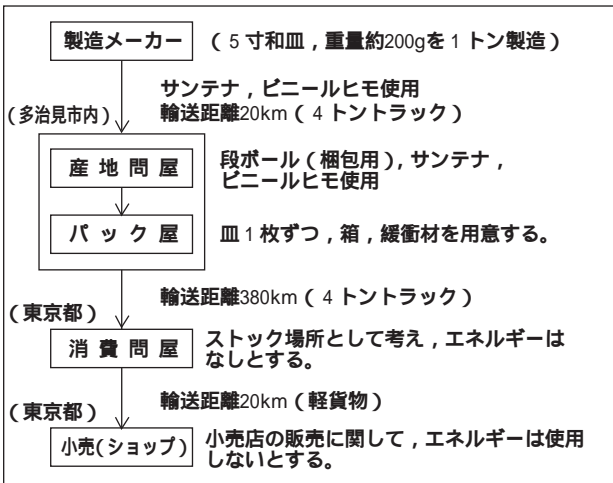 製造メーカー （５寸和皿，重量約200gを１トン製造）
サンテナ，ビニールヒモ使用
（多治見市内） 輸送距離20km（４トントラック）
段ボール（梱包用），サンテナ，
産地問屋
ビニールヒモ使用
パック屋 皿１枚ずつ，箱，緩衝材を用意する。
輸送距離380km（４トントラック）
（東京都）
消費問屋 ストック場所として考え，エネルギーは
なしとする。
輸送距離20km（軽貨物）
（東京都）
小売（ショップ） 小売店の販売に関して，エネルギーは使用
しないとする。